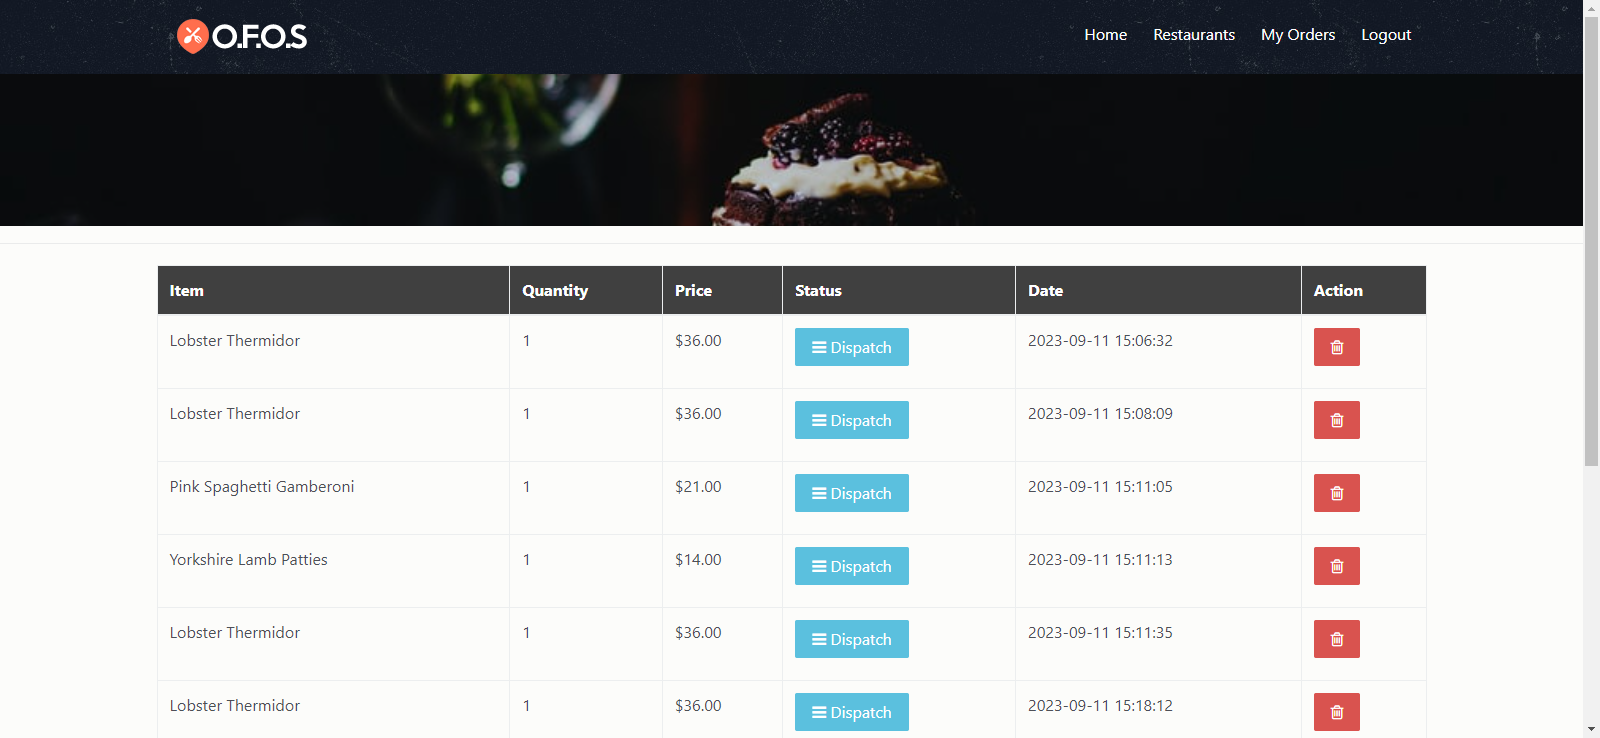 O.F.O.S
Home Restaurants My Orders Logout
Item Quantity Price Status Date Action
Lobster Thermidor 1 $36.00 Dispatch 2023-09-11 15:06:32
Lobster Thermidor 1 $36.00 Dispatch 2023-09-11 15:08:09
Pink Spaghetti Gamberoni 1 $21.00 Dispatch 2023-09-11 15:11:05
Yorkshire Lamb Patties 1 $14.00 Dispatch 2023-09-11 15:11:13
Lobster Thermidor 1 $36.00 Dispatch 2023-09-11 15:11:35
Lobster Thermidor 1 $36.00 Dispatch 2023-09-11 15:18:12